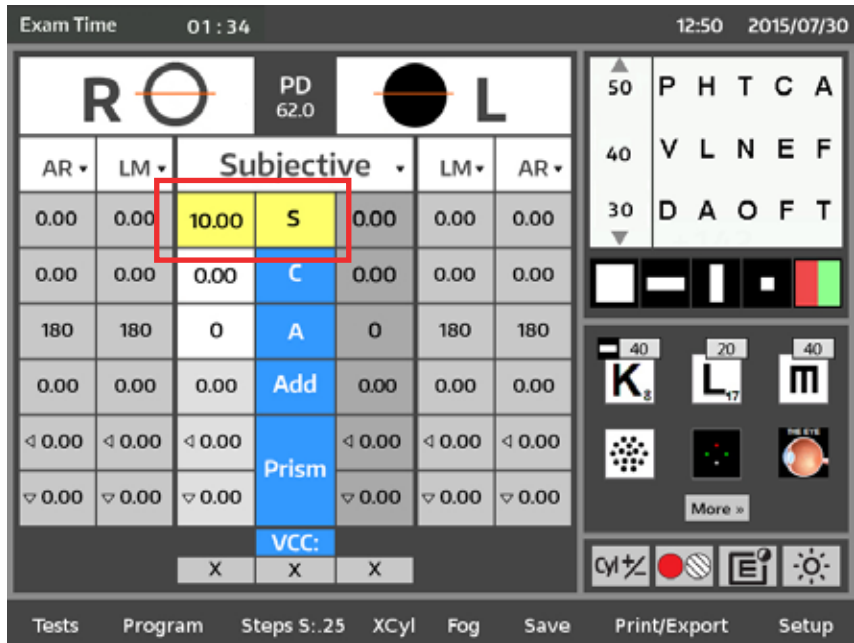 Exam Time 01:34 12:50 2015/07/30
R PD 62.0 L
AR LM Subjective LM AR
0.00 0.00 10.00 S 0.00 0.00 0.00
0.00 0.00 0.00 C 0.00 0.00 0.00
180 180 0 A 0 180 180
0.00 0.00 0.00 Add 0.00 0.00 0.00
0.00 0.00 0.00 Prism 0.00 0.00 0.00
0.00 0.00 0.00 0.00 0.00 0.00
VCC:
X X X
50 P H T C A
40 V L N E F
30 D A O F T
40 20 40
K 8 L 17 m
THE EYE
More »
Cyl +/- E
Tests Program Steps S:.25 XCyl Fog Save Print/Export Setup